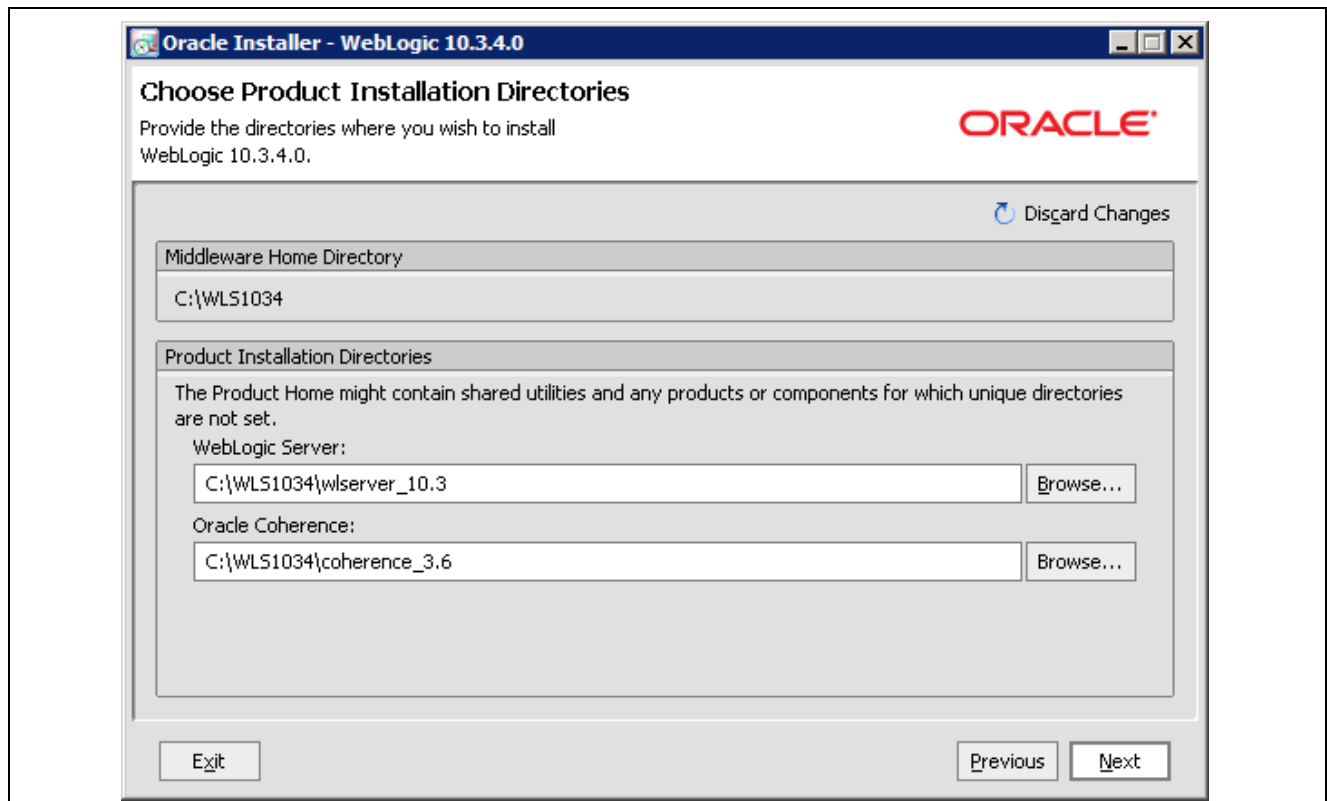 Oracle Installer - WebLogic 10.3.4.0
Choose Product Installation Directories
Provide the directories where you wish to install
WebLogic 10.3.4.0.
ORACLE
Discard Changes
Middleware Home Directory
C:\WLS1034
Product Installation Directories
The Product Home might contain shared utilities and any products or components for which unique directories
are not set.
WebLogic Server:
C:\WLS1034\wlserver_10.3
Browse...
Oracle Coherence:
C:\WLS1034\coherence_3.6
Browse...
Exit
Previous
Next